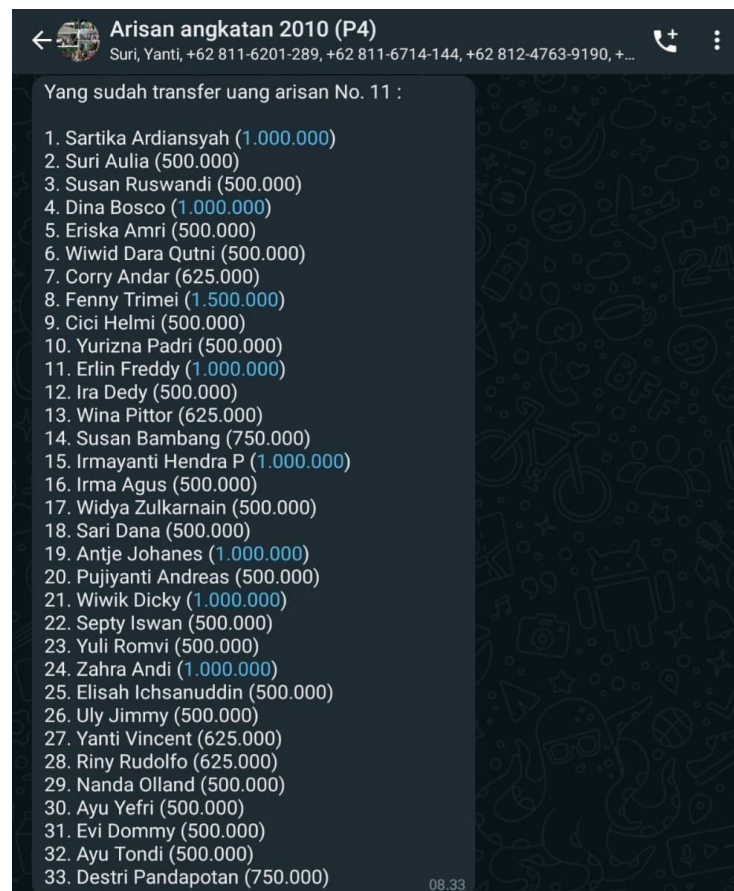 Arisan angkatan 2010 (P4)
Suri, Yanti, +62 811-6201-289, +62 811-6714-144, +62 812-4763-9190, +...
Yang sudah transfer uang arisan No. 11 :
1. Sartika Ardiansyah (1.000.000)
2. Suri Aulia (500.000)
3. Susan Ruswandi (500.000)
4. Dina Bosco (1.000.000)
5. Eriska Amri (500.000)
6. Wiwid Dara Qutni (500.000)
7. Corry Andar (625.000)
8. Fenny Trimei (1.500.000)
9. Cici Helmi (500.000)
10. Yurizna Padri (500.000)
11. Erlin Freddy (1.000.000)
12. Ira Dedy (500.000)
13. Wina Pittor (625.000)
14. Susan Bambang (750.000)
15. Irmayanti Hendra P (1.000.000)
16. Irma Agus (500.000)
17. Widya Zulkarnain (500.000)
18. Sari Dana (500.000)
19. Antje Johanes (1.000.000)
20. Pujiyanti Andreas (500.000)
21. Wiwik Dicky (1.000.000)
22. Septy Iswan (500.000)
23. Yuli Romvi (500.000)
24. Zahra Andi (1.000.000)
25. Elisah Ichsanuddin (500.000)
26. Uly Jimmy (500.000)
27. Yanti Vincent (625.000)
28. Riny Rudolfo (625.000)
29. Nanda Olland (500.000)
30. Ayu Yefri (500.000)
31. Evi Dommy (500.000)
32. Ayu Tondi (500.000)
33. Destri Pandapotan (750.000)
08.33